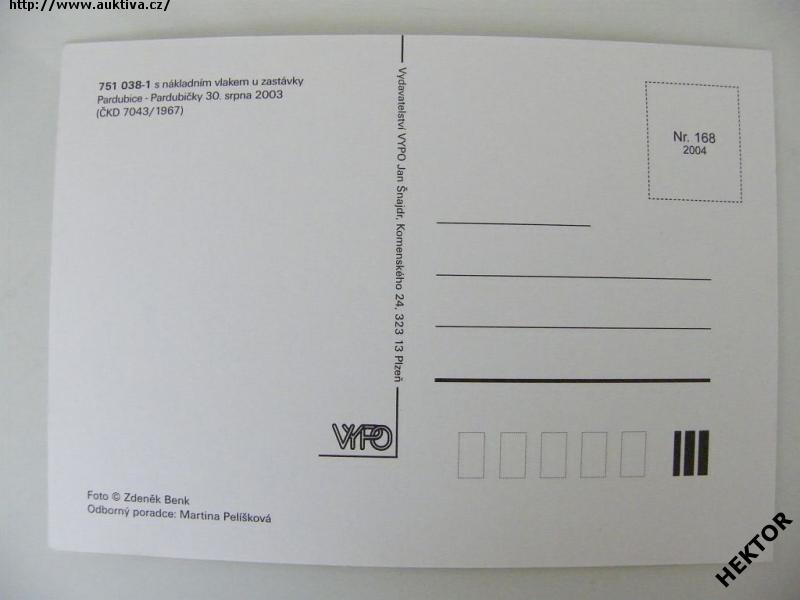 http://www.auktiva.cz/
751 038-1 s nákladním vlakem u zastávky
Pardubice - Pardubičky 30. srpna 2003
(ČKD 7043/1967)
Vydavatelství VYPO Jan Šnajdr, Komenského 24, 323 13 Plzeň
Nr. 168
2004
VYPO
Foto © Zdeněk Benk
Odborný poradce: Martina Pelíšková
HEKTOR